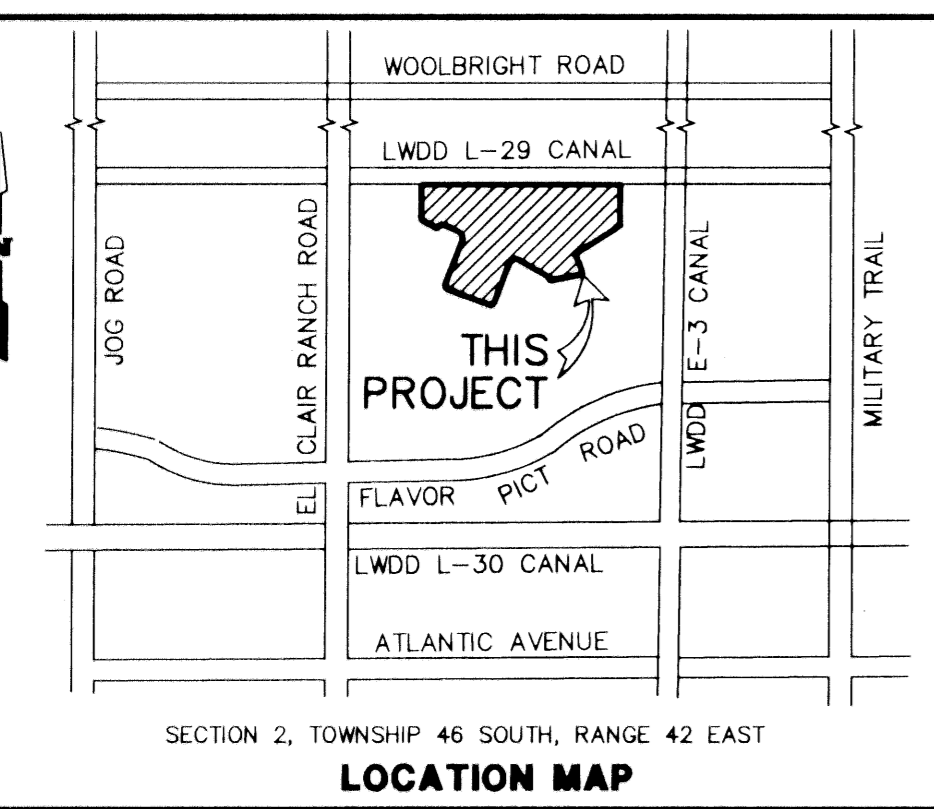 WOOLBRIGHT ROAD
LWDD L-29 CANAL
JOG ROAD
EL CLAIR RANCH ROAD
LWDD E-3 CANAL
MILITARY TRAIL
THIS
PROJECT
FLAVOR PICT ROAD
LWDD L-30 CANAL
ATLANTIC AVENUE
SECTION 2, TOWNSHIP 46 SOUTH, RANGE 42 EAST
LOCATION MAP